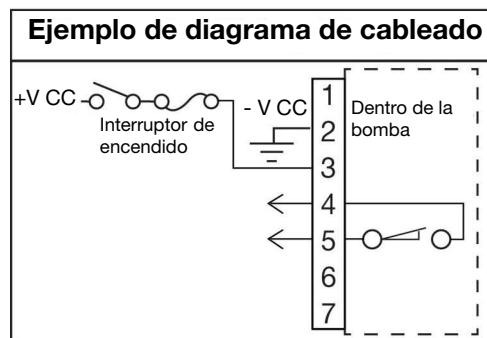 Ejemplo de diagrama de cableado
+V CC
Interruptor de
encendido
- V CC
1
2
3
4
5
6
7
Dentro de la
bomba